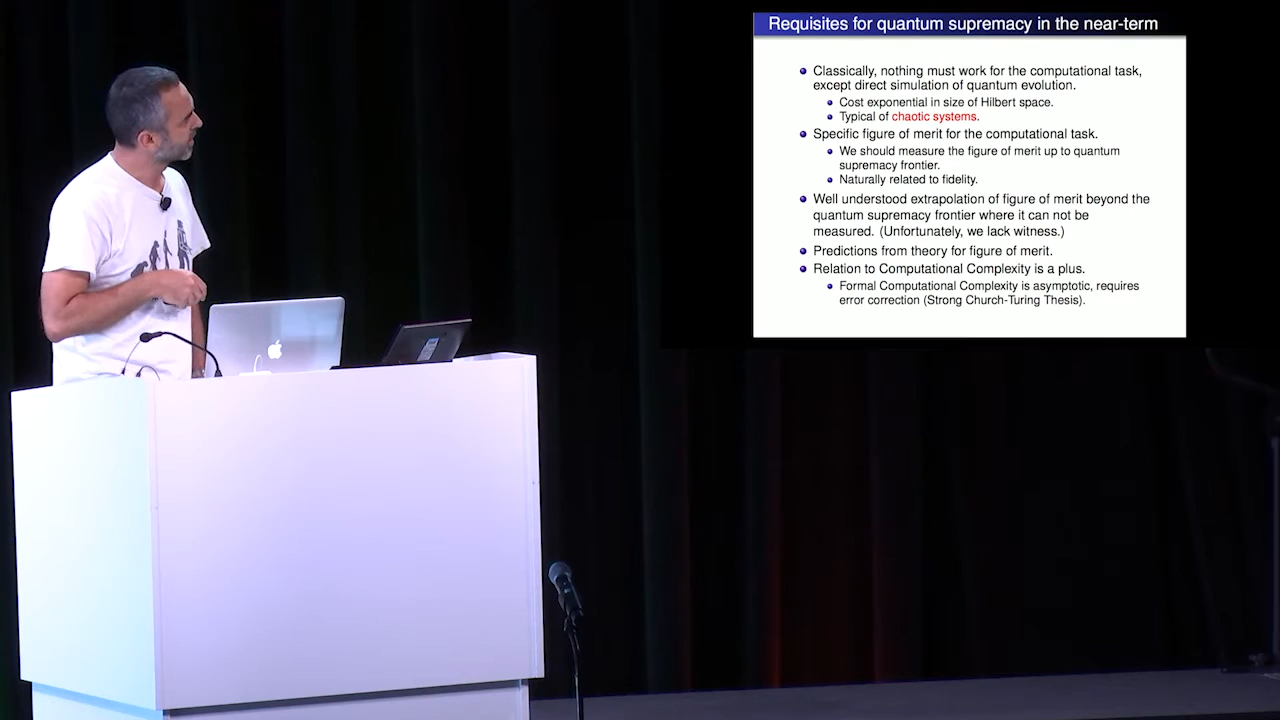 Requisites for quantum supremacy in the near-term
Classically, nothing must work for the computational task,
except direct simulation of quantum evolution.
Cost exponential in size of Hilbert space.
Typical of chaotic systems.
Specific figure of merit for the computational task.
We should measure the figure of merit up to quantum
supremacy frontier.
Naturally related to fidelity.
Well understood extrapolation of figure of merit beyond the
quantum supremacy frontier where it can not be
measured. (Unfortunately, we lack witness.)
Predictions from theory for figure of merit.
Relation to Computational Complexity is a plus.
Formal Computational Complexity is asymptotic, requires
error correction (Strong Church-Turing Thesis).